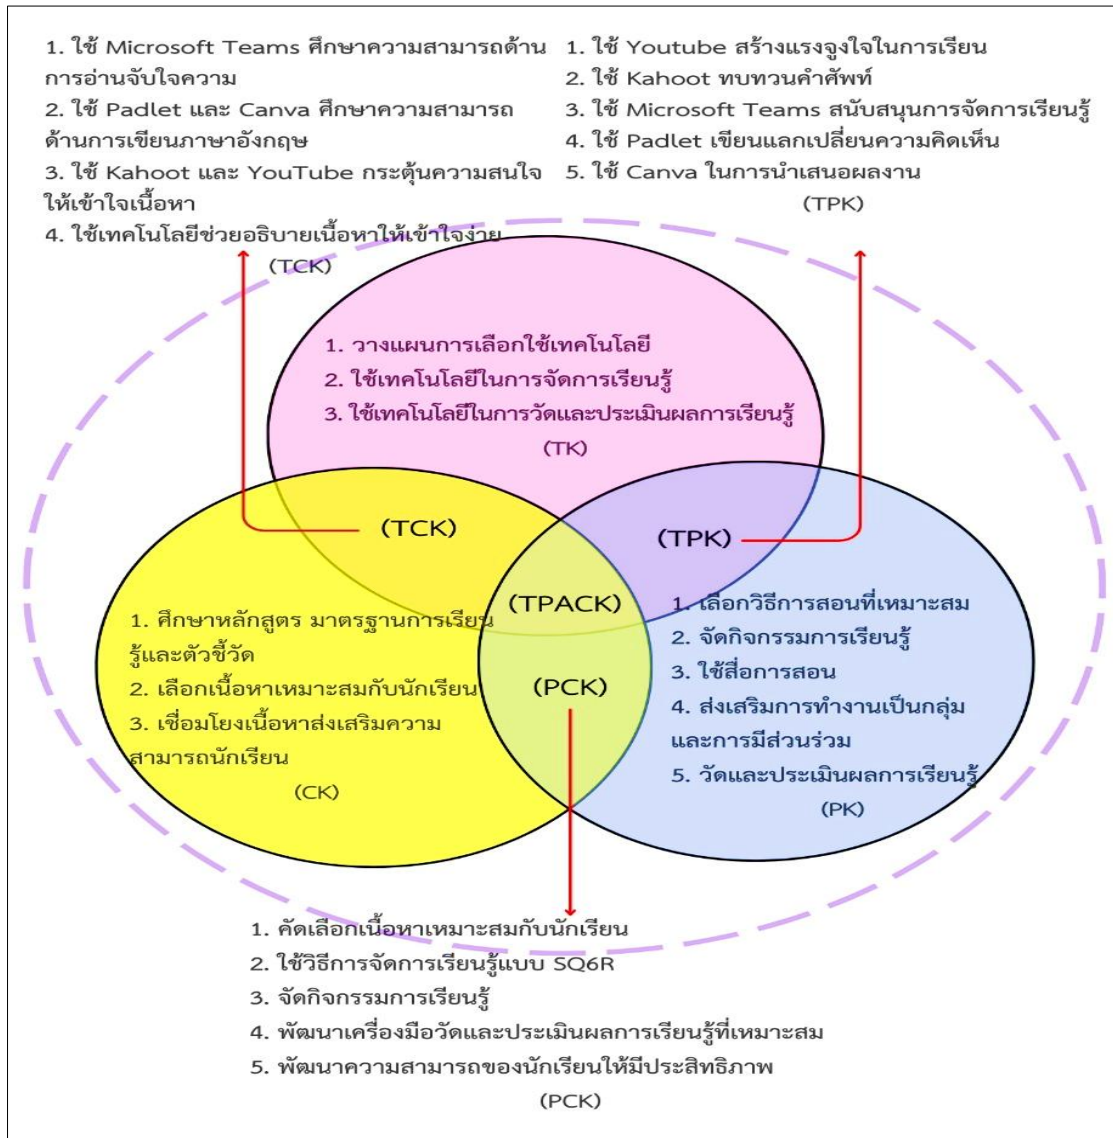 1. ใช้ Microsoft Teams ศึกษาความสามารถด้าน
การอ่านจับใจความ
2. ใช้ Padlet และ Canva ศึกษาความสามารถ
ด้านการเขียนภาษาอังกฤษ
3. ใช้ Kahoot และ YouTube กระตุ้นความสนใจ
ให้เข้าใจเนื้อหา
4. ใช้เทคโนโลยีช่วยอธิบายเนื้อหาให้เข้าใจง่าย
(TCK)
1. ใช้ Youtube สร้างแรงจูงใจในการเรียน
2. ใช้ Kahoot ทบทวนคำศัพท์
3. ใช้ Microsoft Teams สนับสนุนการจัดการเรียนรู้
4. ใช้ Padlet เขียนแลกเปลี่ยนความคิดเห็น
5. ใช้ Canva ในการนำเสนอผลงาน
(TPK)
1. วางแผนการเลือกใช้เทคโนโลยี
2. ใช้เทคโนโลยีในการจัดการเรียนรู้
3. ใช้เทคโนโลยีในการวัดและประเมินผลการเรียนรู้
(TK)
(TCK)
(TPK)
(TPACK)
(PCK)
1. ศึกษาหลักสูตร มาตรฐานการเรียน
รู้และตัวชี้วัด
2. เลือกเนื้อหาเหมาะสมกับนักเรียน
3. เชื่อมโยงเนื้อหาส่งเสริมความ
สามารถนักเรียน
(CK)
1. เลือกวิธีการสอนที่เหมาะสม
2. จัดกิจกรรมการเรียนรู้
3. ใช้สื่อการสอน
4. ส่งเสริมการทำงานเป็นกลุ่ม
และการมีส่วนร่วม
5. วัดและประเมินผลการเรียนรู้
(PK)
1. คัดเลือกเนื้อหาเหมาะสมกับนักเรียน
2. ใช้วิธีการจัดการเรียนรู้แบบ SQ6R
3. จัดกิจกรรมการเรียนรู้
4. พัฒนาเครื่องมือวัดและประเมินผลการเรียนรู้ที่เหมาะสม
5. พัฒนาความสามารถของนักเรียนให้มีประสิทธิภาพ
(PCK)